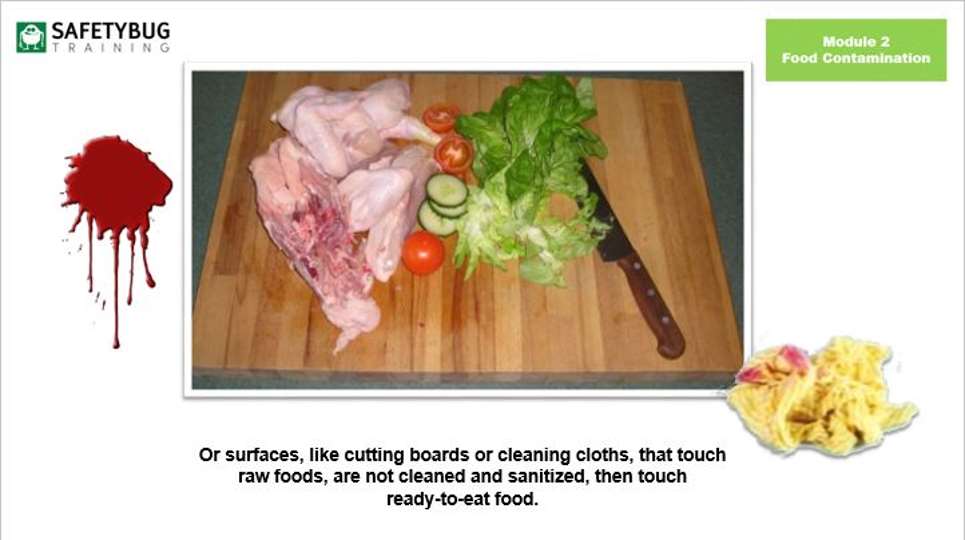 SAFETYBUG
TRAINING
Module 2
Food Contamination
Or surfaces, like cutting boards or cleaning cloths, that touch
raw foods, are not cleaned and sanitized, then touch
ready-to-eat food.